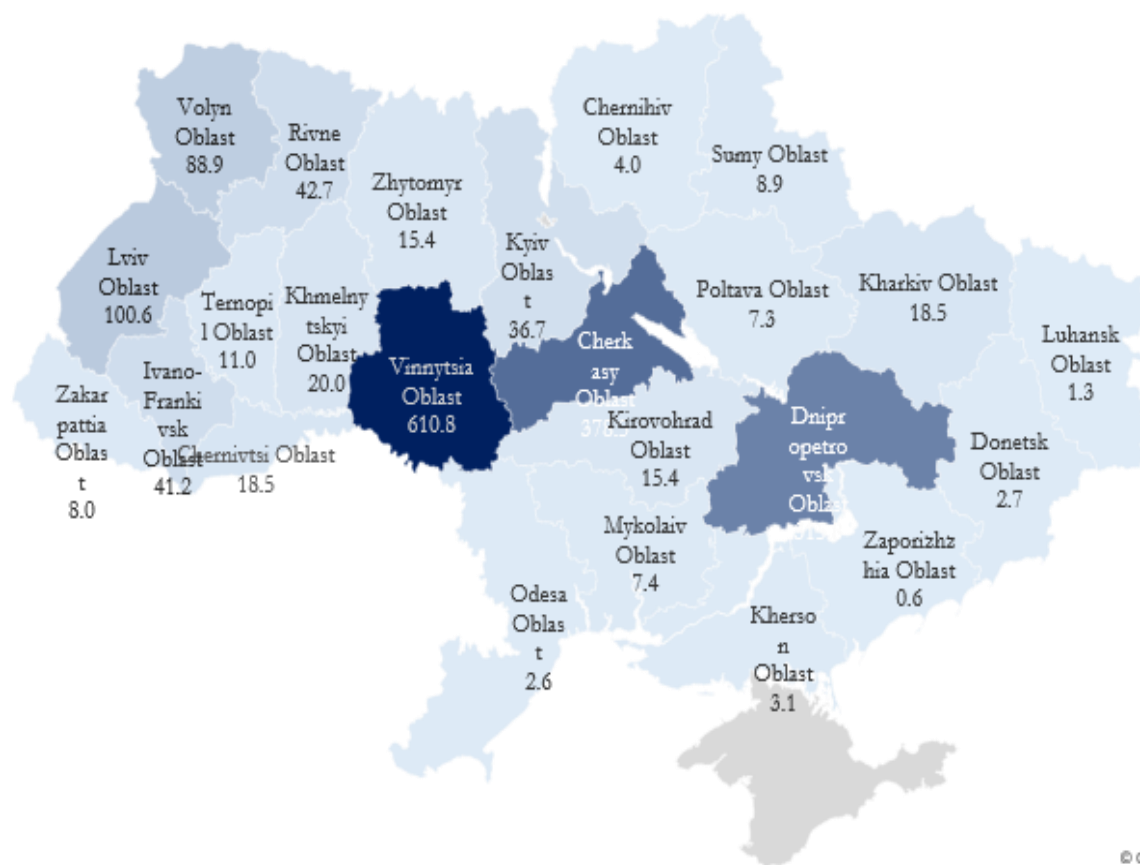 Volyn
Oblast
88.9
Rivne
Oblast
42.7
Zhytomyr
Oblast
15.4
Chernihiv
Oblast
4.0
Sumy Oblast
8.9
Lviv
Oblast
100.6
Ternopi
l Oblast
11.0
Khmelny
tskyi
Oblast
20.0
Kyiv
Oblas
t
36.7
Poltava Oblast
7.3
Kharkiv Oblast
18.5
Luhansk
Oblast
1.3
Zakar
pattia
Oblas
t
8.0
Ivano-
Franki
vsk
Oblast
41.2
Chernivtsi Oblast
18.5
Vinnytsia
Oblast
610.8
Cherk
asy
Oblast
Kirovohrad
Oblast
15.4
Dnipr
opetro
vsk
Oblast
Donetsk
Oblast
2.7
Mykolaiv
Oblast
7.4
Zaporizhz
hia Oblast
0.6
Odesa
Oblas
t
2.6
Kherso
n
Oblast
3.1